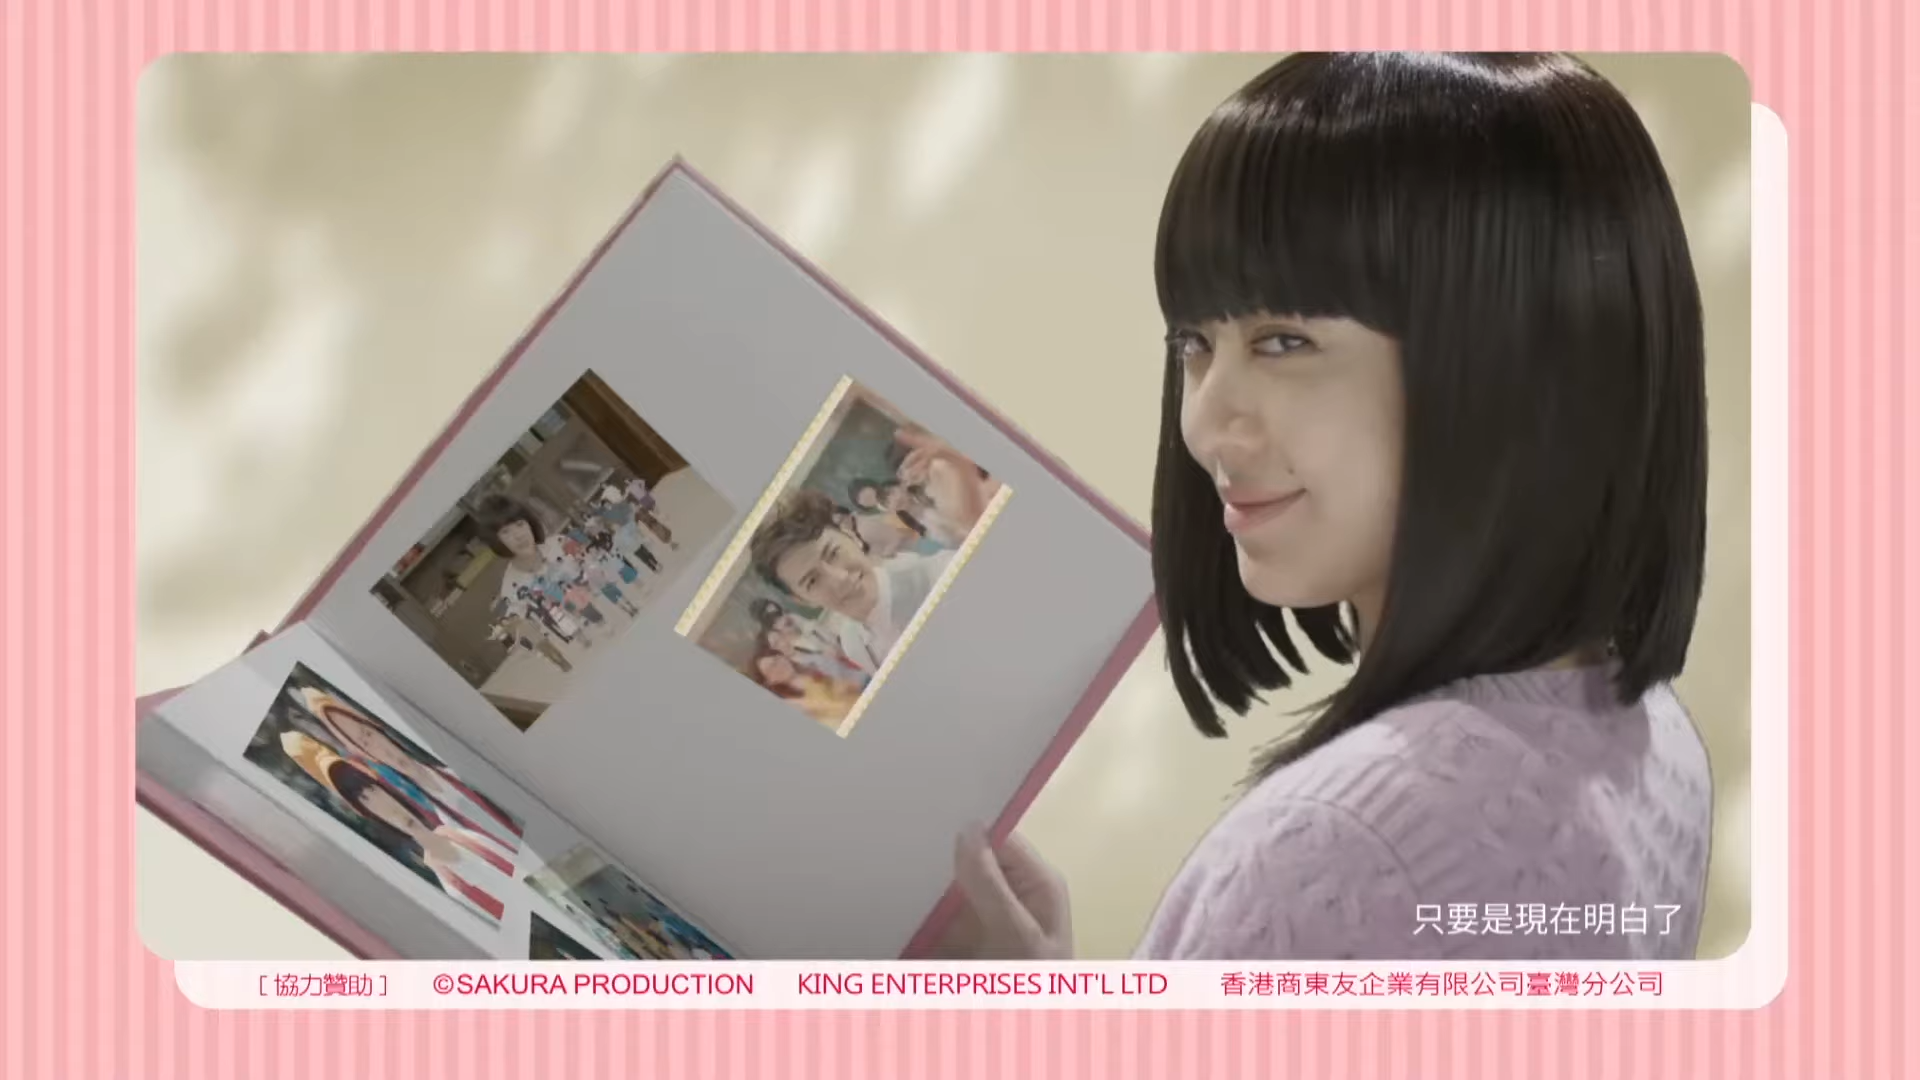 只要是現在明白了
[ 協力贊助 ] ©SAKURA PRODUCTION KING ENTERPRISES INT'L LTD 香港商東友企業有限公司臺灣分公司